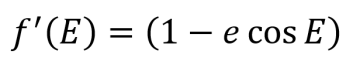 f′(E) = (1 − e cos E)